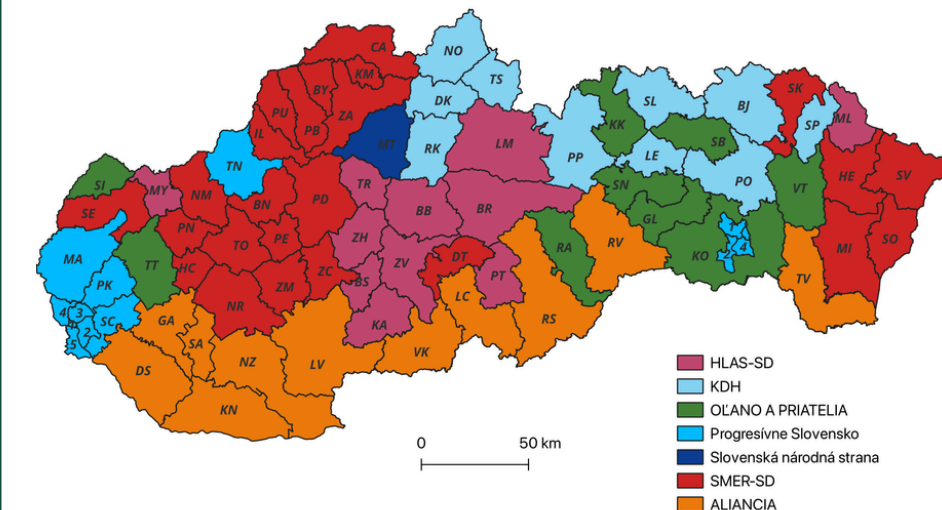 CA
NO
KM
TS
BY
PU
ZA
DK
SL
BJ
SK
IL
PB
KK
SP
ML
MT
RK
LM
SB
PP
LE
TN
PO
SI
MY
NM
BN
PD
TR
SN
VT
HE
SV
SE
BB
BR
GL
PN
TO
PE
ZH
RV
1
MA
TT
HC
ZC
ZV
DT
RA
KO
2
4
MI
SO
PK
NR
ZM
BS
PT
TV
4
3
SC
GA
LC
2
SA
KA
RS
5
DS
NZ
LV
VK
KN
HLAS-SD
KDH
OĽANO A PRIATELIA
Progresívne Slovensko
Slovenská národná strana
SMER-SD
ALIANCIA
0 50 km